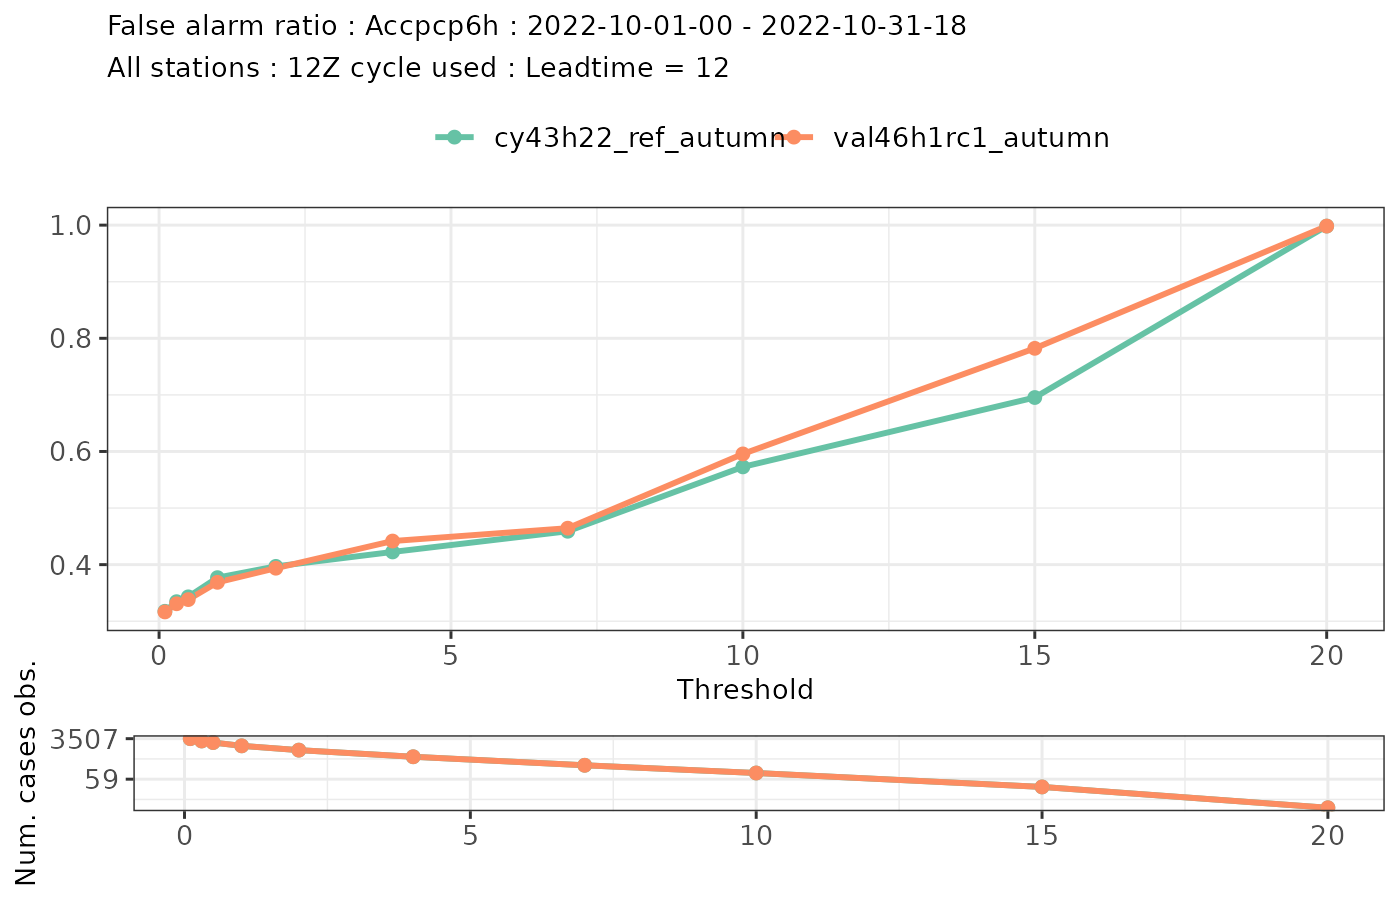 False alarm ratio : Accpcp6h : 2022-10-01-00 - 2022-10-31-18
All stations : 12Z cycle used : Leadtime = 12
cy43h22_ref_autumn val46h1rc1_autumn
1.0
0.8
0.6
0.4
0 5 10 15 20
Threshold
Num. cases obs.
3507
59
0 5 10 15 20